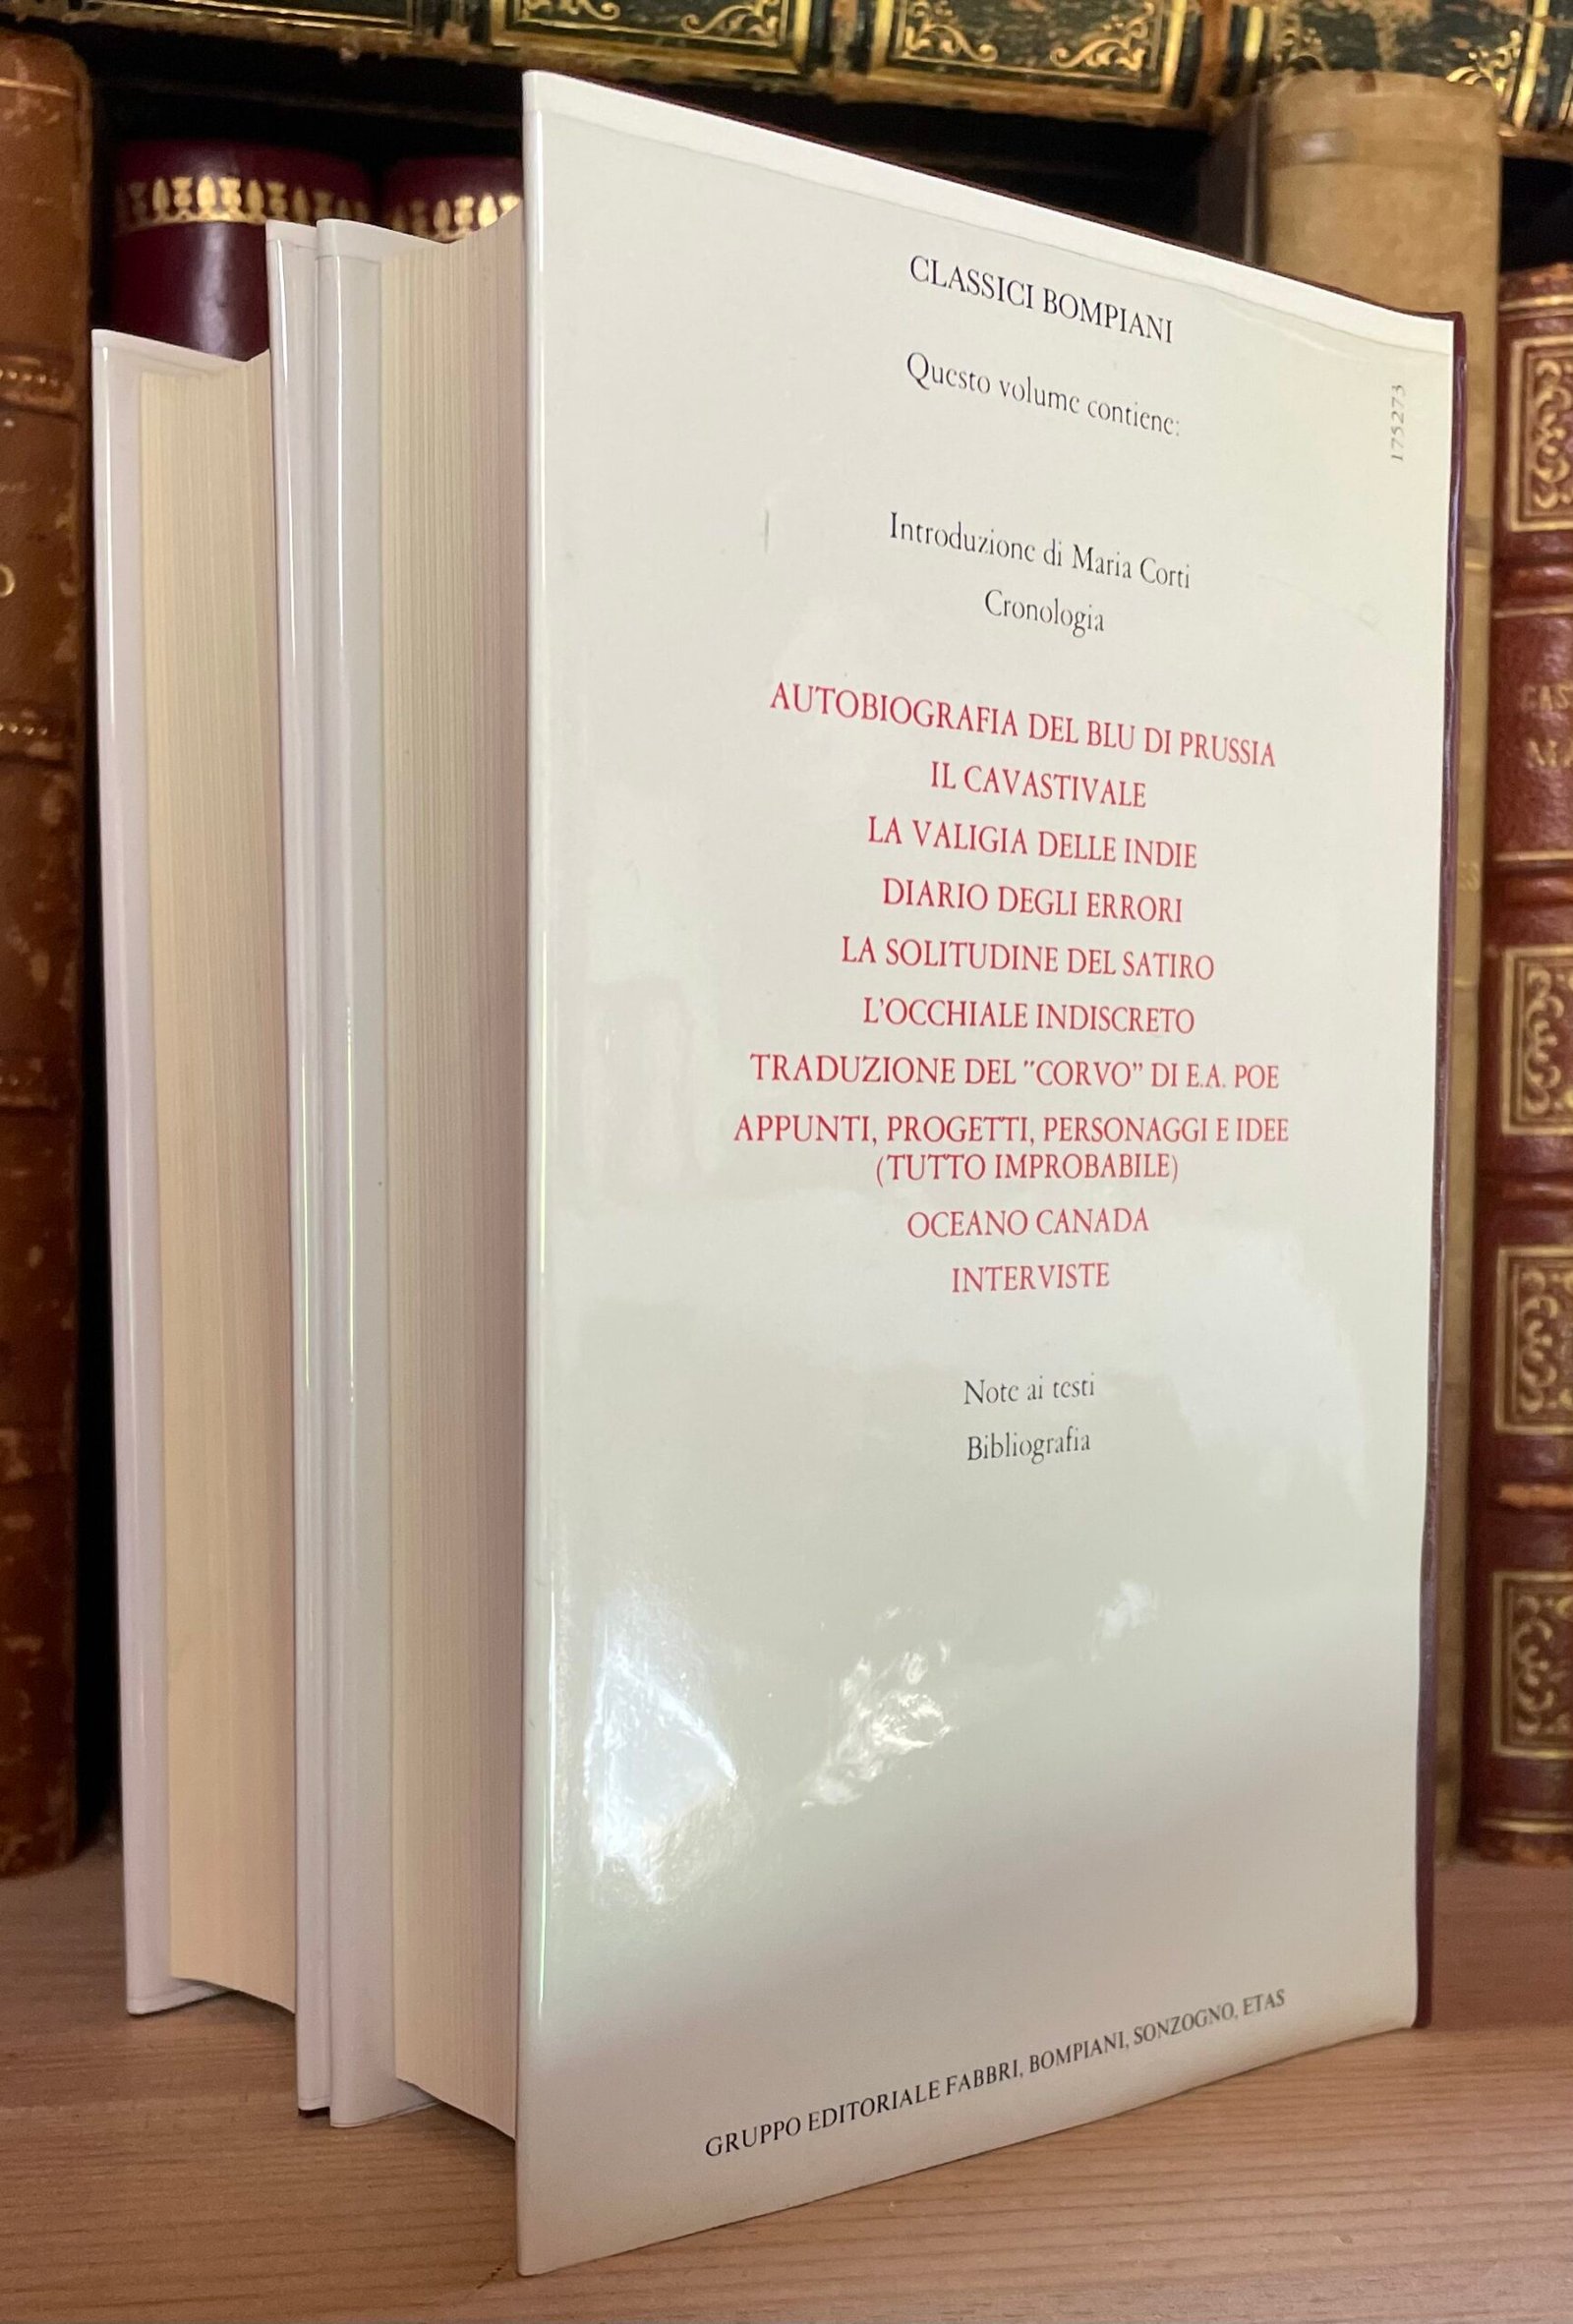 CLASSICI BOMPIANI
Questo volume contiene:
175273
Introduzione di Maria Corti
Cronologia
AUTOBIOGRAFIA DEL BLU DI PRUSSIA
IL CAVASTIVALE
LA VALIGIA DELLE INDIE
DIARIO DEGLI ERRORI
LA SOLITUDINE DEL SATIRO
L'OCCHIALE INDISCRETO
TRADUZIONE DEL "CORVO" DI E.A. POE
APPUNTI, PROGETTI, PERSONAGGI E IDEE
(TUTTO IMPROBABILE)
OCEANO CANADA
INTERVISTE
Note ai testi
Bibliografia
GRUPPO EDITORIALE FABBRI, BOMPIANI, SONZOGNO, ETAS